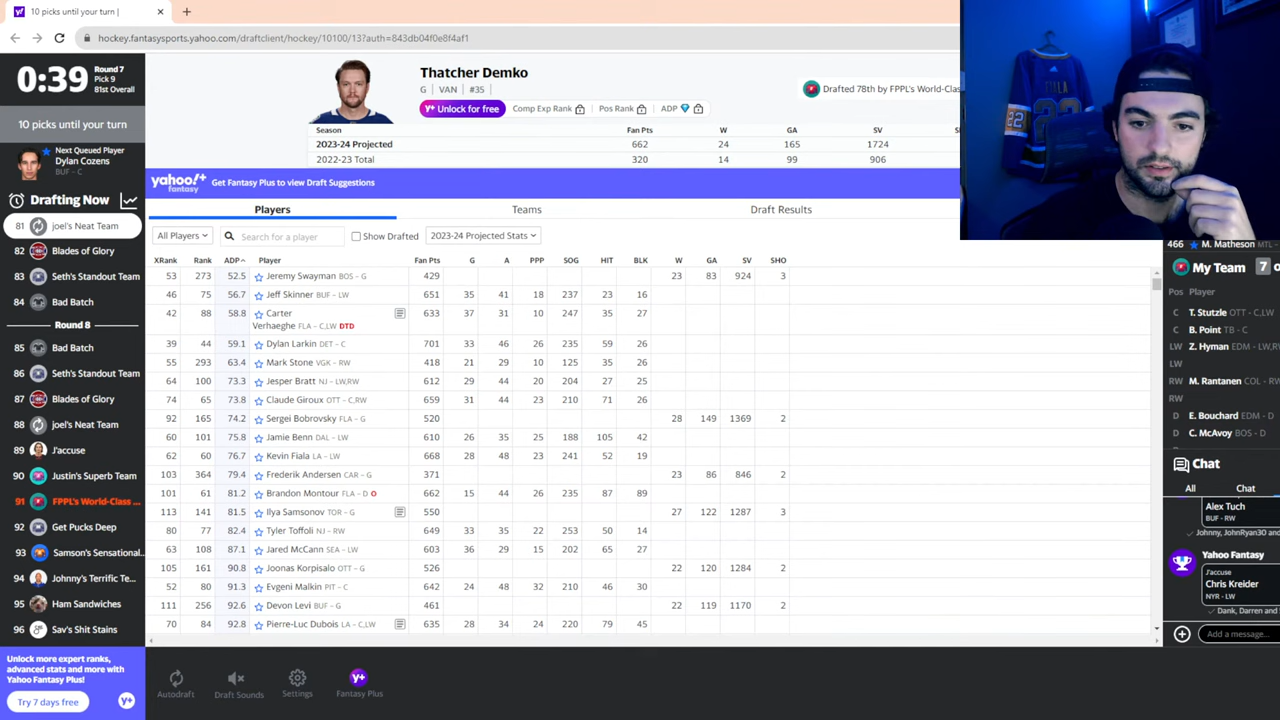 10 picks until your turn |
hockey.fantasysports.yahoo.com/draftclient/hockey/10100/13?auth=843db04f0e8f4af1
0:39
Round 7
Pick 9
81st Overall
10 picks until your turn
Next Queued Player
Dylan Cozens
BUF - C
Drafting Now
81 joel's Neat Team
82 Blades of Glory
83 Seth's Standout Team
84 Bad Batch
Round 8
85 Bad Batch
86 Seth's Standout Team
87 Blades of Glory
88 Joel's Neat Team
89 J'accuse
90 Justin's Superb Team
91 FPPL's World-Class ...
92 Get Pucks Deep
93 Samson's Sensational...
94 Johnny's Terrific Te...
95 Ham Sandwiches
96 Sav's Shit Stains
Unlock more expert ranks, advanced stats and more with Yahoo Fantasy Plus!
Try 7 days free
y+
Thatcher Demko
G | VAN | #35
Y+ Unlock for free Comp Exp Rank Pos Rank ADP
Drafted 78th by FPPL's World-Clas
Season Fan Pts W GA SV
2023-24 Projected 662 24 165 1724
2022-23 Total 320 14 99 906
yahoo!+ fantasy Get Fantasy Plus to view Draft Suggestions
Players Teams Draft Results
All Players Search for a player Show Drafted 2023-24 Projected Stats
XRank Rank ADP Player Fan Pts G A PPP SOG HIT BLK W GA SV SHO
53 273 52.5 Jeremy Swayman BOS - G 429 23 83 924 3
46 75 56.7 Jeff Skinner BUF - LW 651 35 41 18 237 23 16
42 88 58.8 Carter Verhaeghe FLA - C,LW DTD 633 37 31 10 247 35 27
39 44 59.1 Dylan Larkin DET - C 701 33 46 26 235 59 26
55 293 63.4 Mark Stone VGK - RW 418 21 29 10 125 35 26
64 100 73.3 Jesper Bratt NJ - LW,RW 612 29 44 20 204 27 25
74 65 73.8 Claude Giroux OTT - C,RW 659 31 44 23 210 71 26
92 165 74.2 Sergei Bobrovsky FLA - G 520 28 149 1369 2
60 101 75.8 Jamie Benn DAL - LW 610 26 35 25 188 105 42
62 60 76.7 Kevin Fiala LA - LW 668 28 48 23 241 52 19
103 364 79.4 Frederik Andersen CAR - G 371 23 86 846 2
101 61 81.2 Brandon Montour FLA - D O 662 15 44 26 235 87 89
113 141 81.5 Ilya Samsonov TOR - G 550 27 122 1287 3
80 77 82.4 Tyler Toffoli NJ - RW 649 33 35 22 253 50 14
63 108 87.1 Jared McCann SEA - LW 603 36 29 15 202 65 27
105 161 90.8 Joonas Korpisalo OTT - G 526 22 120 1284 2
52 80 91.3 Evgeni Malkin PIT - C 642 24 48 32 210 46 30
111 256 92.6 Devon Levi BUF - G 461 22 119 1170 2
70 84 92.8 Pierre-Luc Dubois LA - C,LW 635 28 34 24 220 79 45
Autodraft Draft Sounds Settings Fantasy Plus
466 M. Matheson MTL -
My Team 7 o
Pos Player
C T. Stutzle OTT - C,LW
C B. Point TB - C
LW Z. Hyman EDM - LW,R
LW
RW M. Rantanen COL - R
RW
D E. Bouchard EDM - D
D C. McAvoy BOS - D
Chat
All Chat
Alex Tuch
BUF - RW
Johnny, JohnRyan30 and
Yahoo Fantasy
J'accuse
Chris Kreider
NYR - LW
Dank, Darren and
Add a message...